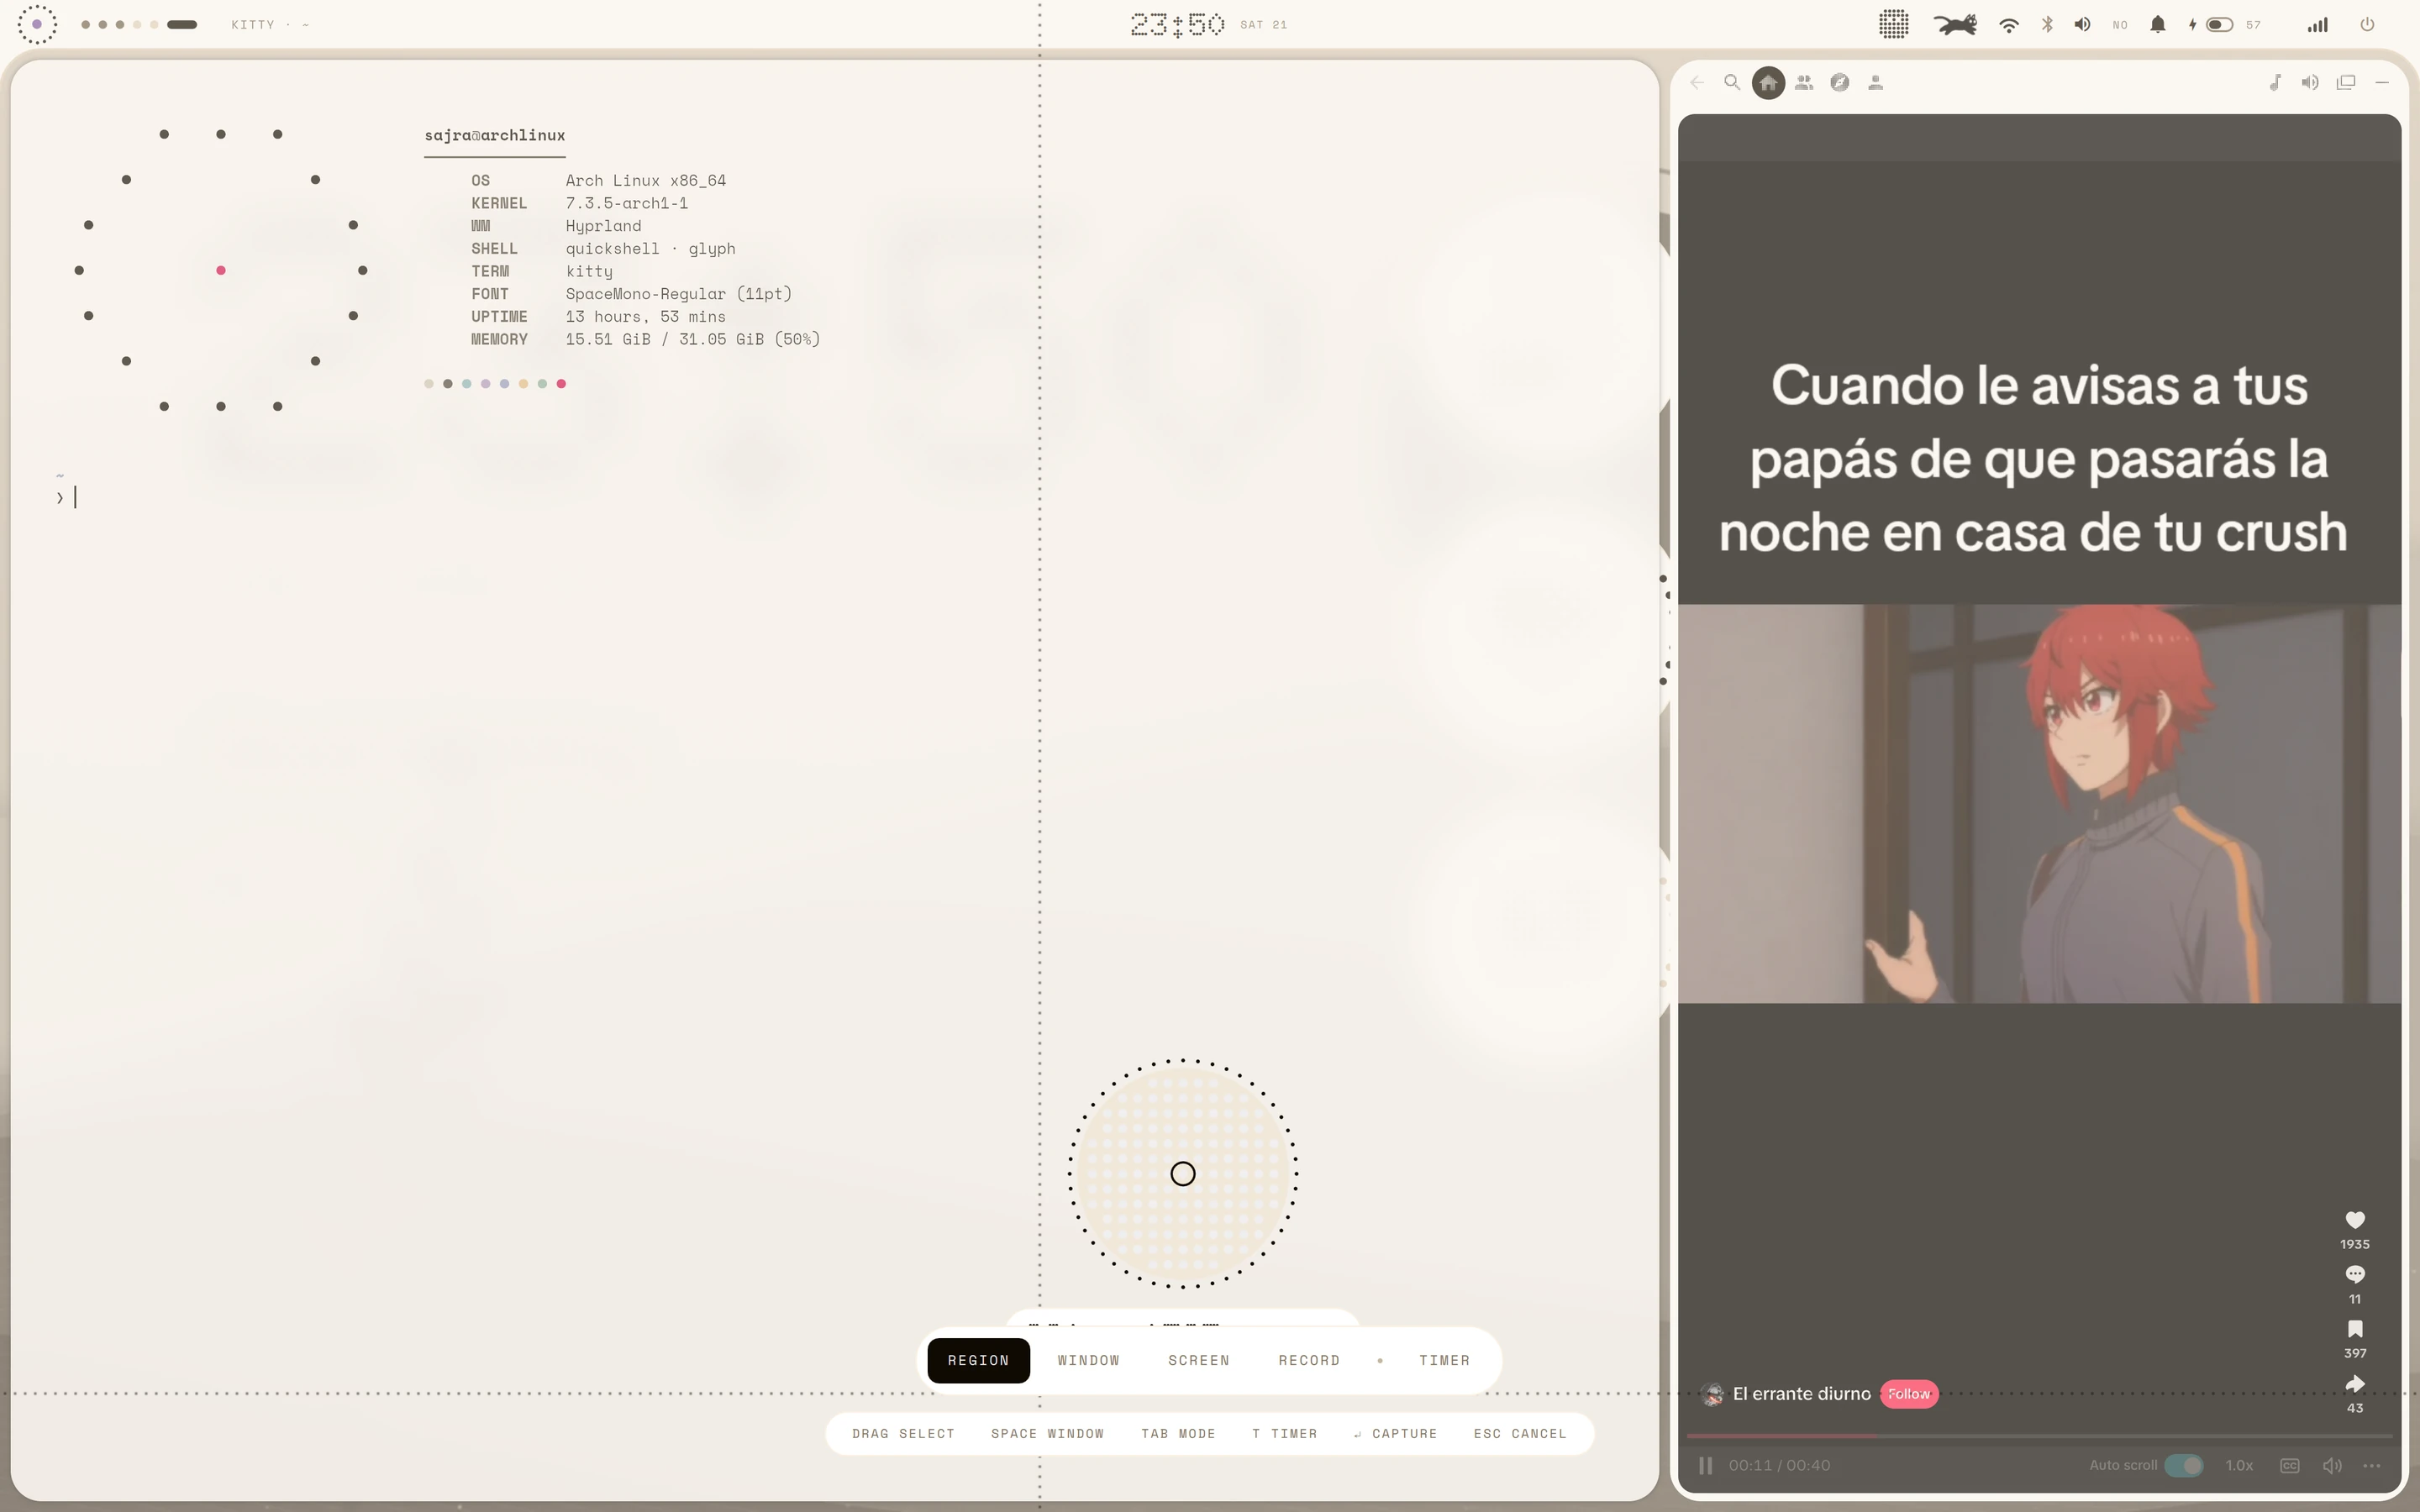 KITTY · ~
23:50 SAT 21
NO
57
sajra@archlinux
OS Arch Linux x86_64
KERNEL 7.3.5-arch1-1
WM Hyprland
SHELL quickshell · glyph
TERM kitty
FONT SpaceMono-Regular (11pt)
UPTIME 13 hours, 53 mins
MEMORY 15.51 GiB / 31.05 GiB (50%)
~
❯
Cuando le avisas a tus
papás de que pasarás la
noche en casa de tu crush
1935
11
397
43
El errante diurno Follow
00:11 / 00:40 Auto scroll 1.0x CC
REGION WINDOW SCREEN RECORD • TIMER
DRAG SELECT SPACE WINDOW TAB MODE T TIMER ↵ CAPTURE ESC CANCEL